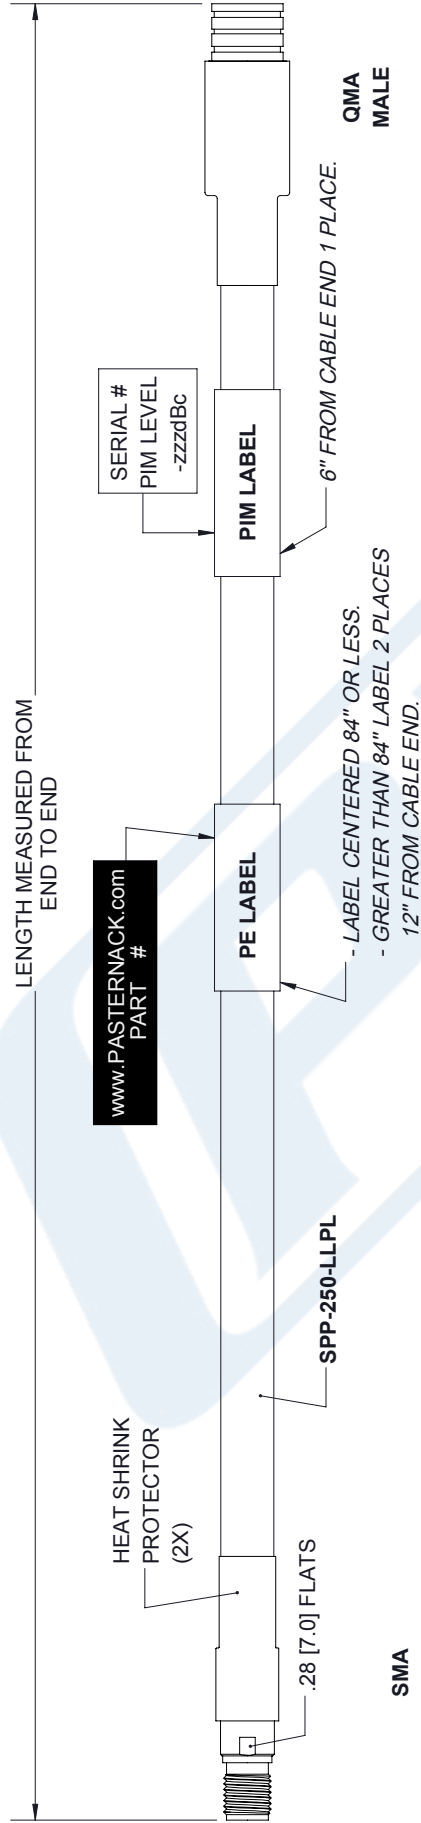 LENGTH MEASURED FROM
END TO END
HEAT SHRINK
PROTECTOR
(2X)
www.PASTERNACK.com
PART #
SERIAL #
PIM LEVEL
-zzzdBc
PE LABEL
PIM LABEL
.28 [7.0] FLATS
SPP-250-LLPL
- LABEL CENTERED 84" OR LESS.
- GREATER THAN 84" LABEL 2 PLACES
12" FROM CABLE END.
6" FROM CABLE END 1 PLACE.
SMA
QMA
MALE